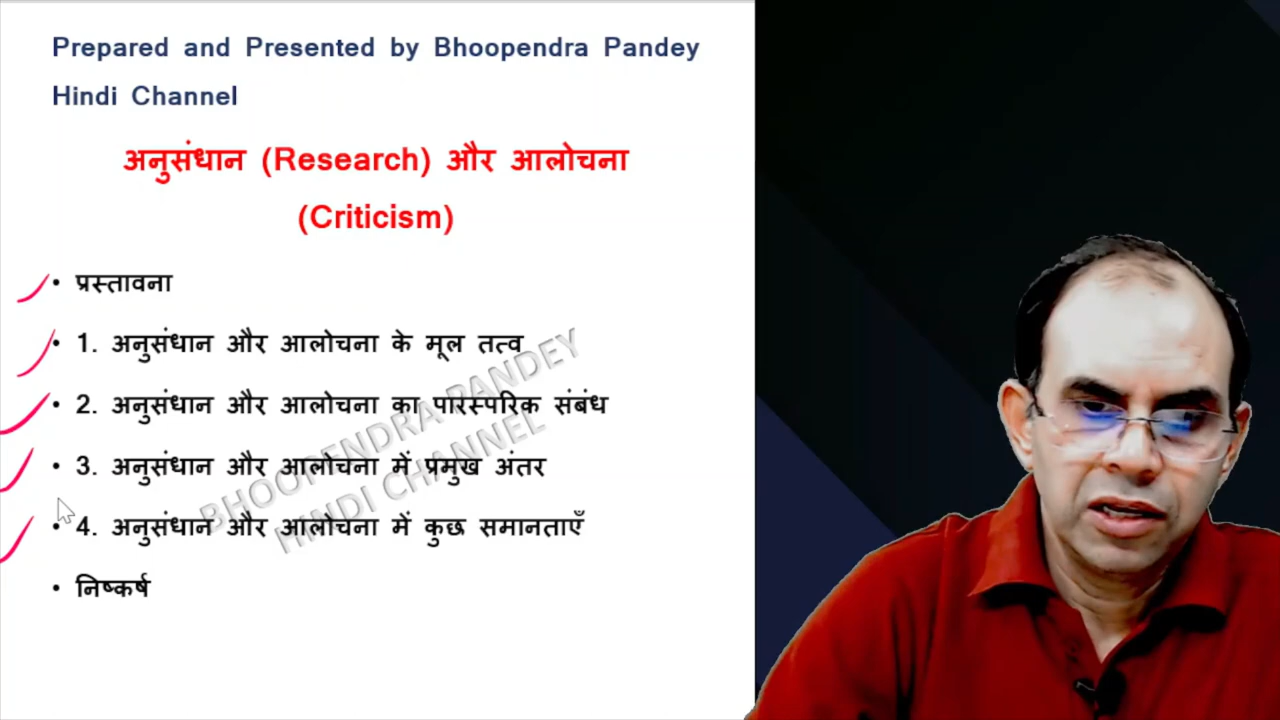 Prepared and Presented by Bhoopendra Pandey
Hindi Channel
अनुसंधान (Research) और आलोचना
(Criticism)
• प्रस्तावना
• 1. अनुसंधान और आलोचना के मूल तत्व
• 2. अनुसंधान और आलोचना का पारस्परिक संबंध
• 3. अनुसंधान और आलोचना में प्रमुख अंतर
• 4. अनुसंधान और आलोचना में कुछ समानताएँ
• निष्कर्ष
BHOOPENDRA PANDEY
HINDI CHANNEL